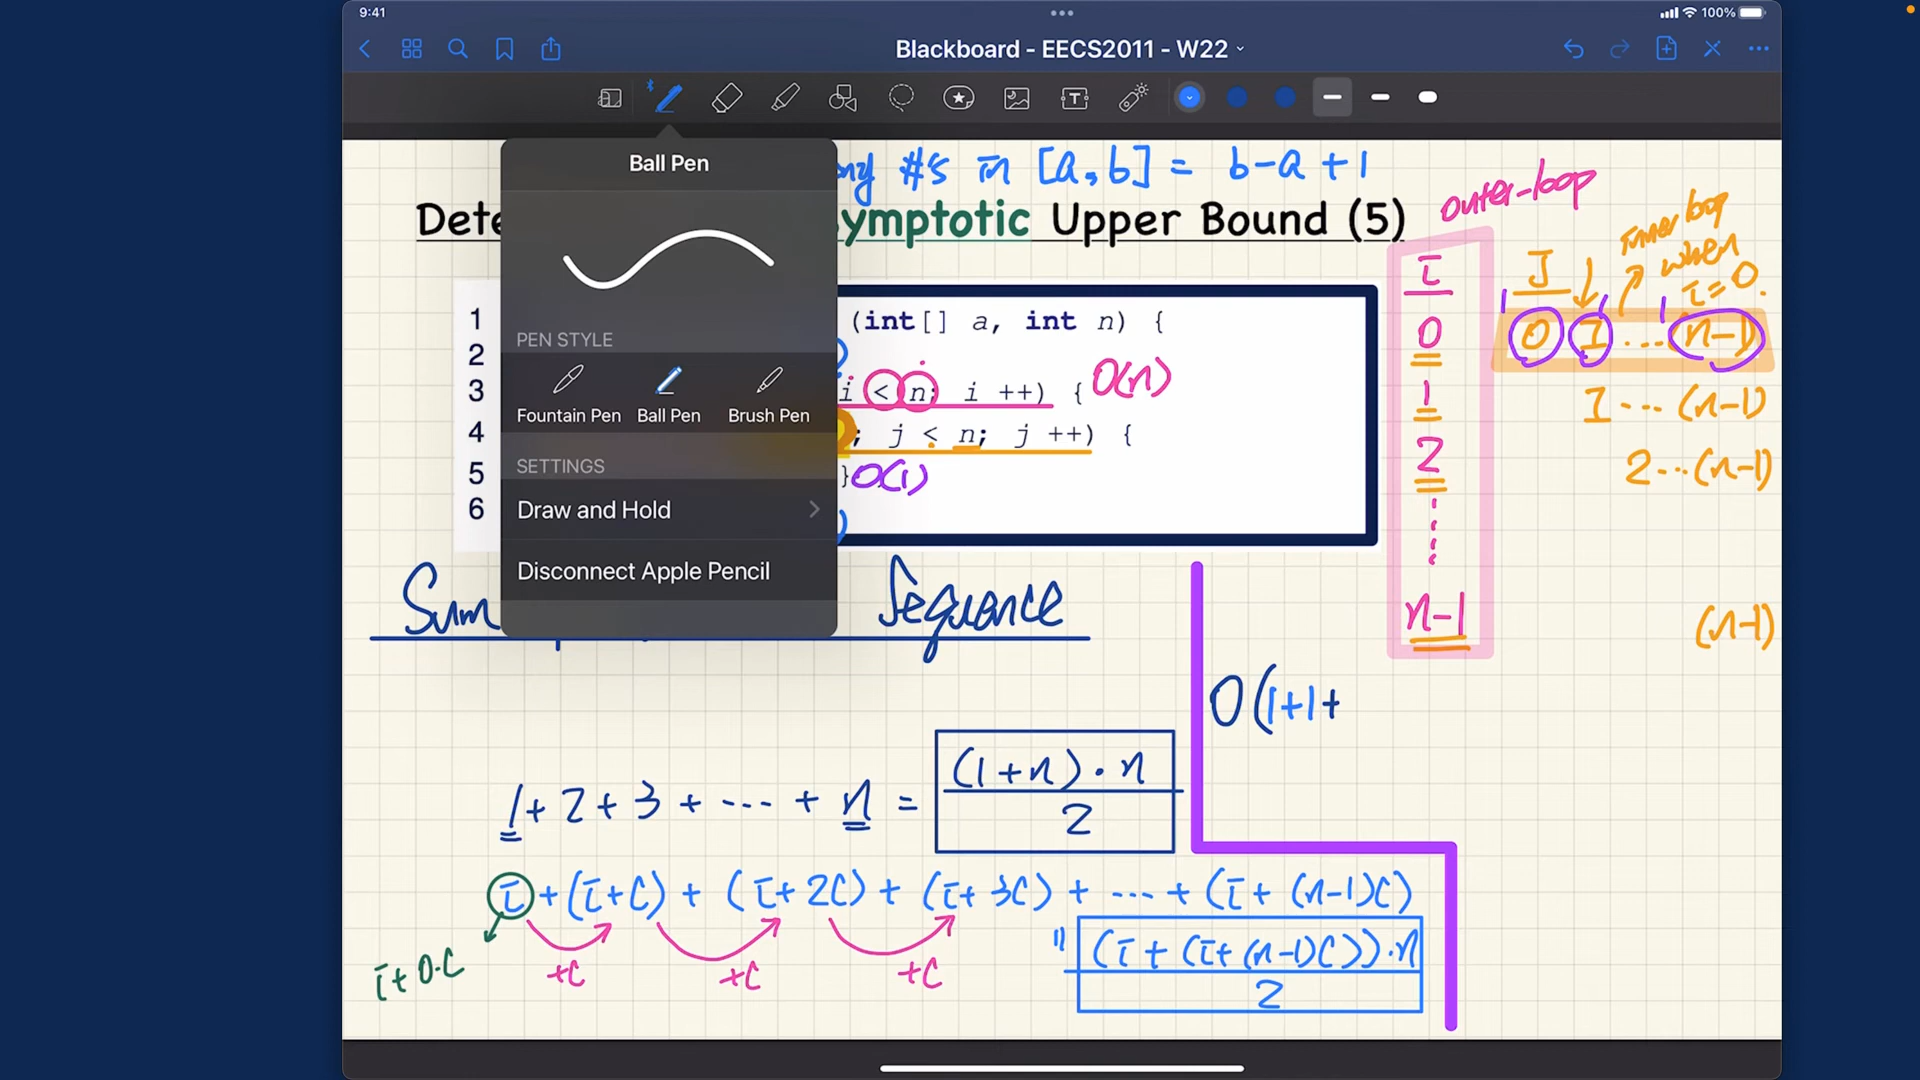 9:41
100%
Blackboard - EECS2011 - W22
Ball Pen
#s in [a, b] = b-a+1
ymptotic Upper Bound (5)
PEN STYLE
Fountain Pen Ball Pen Brush Pen
SETTINGS
Draw and Hold
Disconnect Apple Pencil
1 (int[] a, int n) {
2
3 i < n; i ++) { O(n)
4 ; j < n; j ++) {
5 } O(1)
6
outer-loop
i
0
1
2
n-1
inner loop
when
i=0.
J
0 1 ... (n-1)
1 ... (n-1)
2 ... (n-1)
(n-1)
Sum Sequence
O(1+1+
1+2+3+ ... + n = (1+n)·n
2
i + (i+c) + (i+2c) + (i+3c) + ... + (i+(n-1)c)
i+0·c +c +c +c
" (i+(i+(n-1)c))·n
2